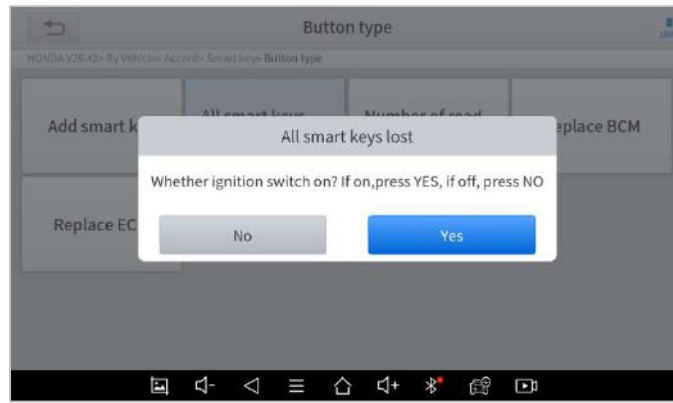 Button type
HONDA V26.42> By Vehicle> Accord> Smart key> Button type
Add smart k
All smart keys
Number of read
eplace BCM
All smart keys lost
Whether ignition switch on? If on,press YES, if off, press NO
Replace EC
No
Yes